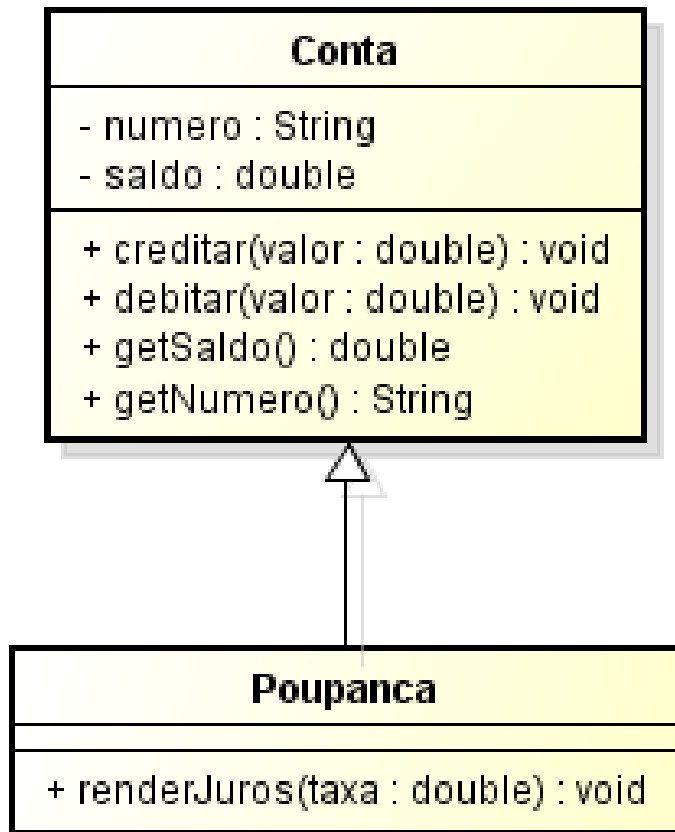 Conta
- numero : String
- saldo : double
+ creditar(valor : double) : void
+ debitar(valor : double) : void
+ getSaldo() : double
+ getNumero() : String
Poupanca
+ renderJuros(taxa : double) : void